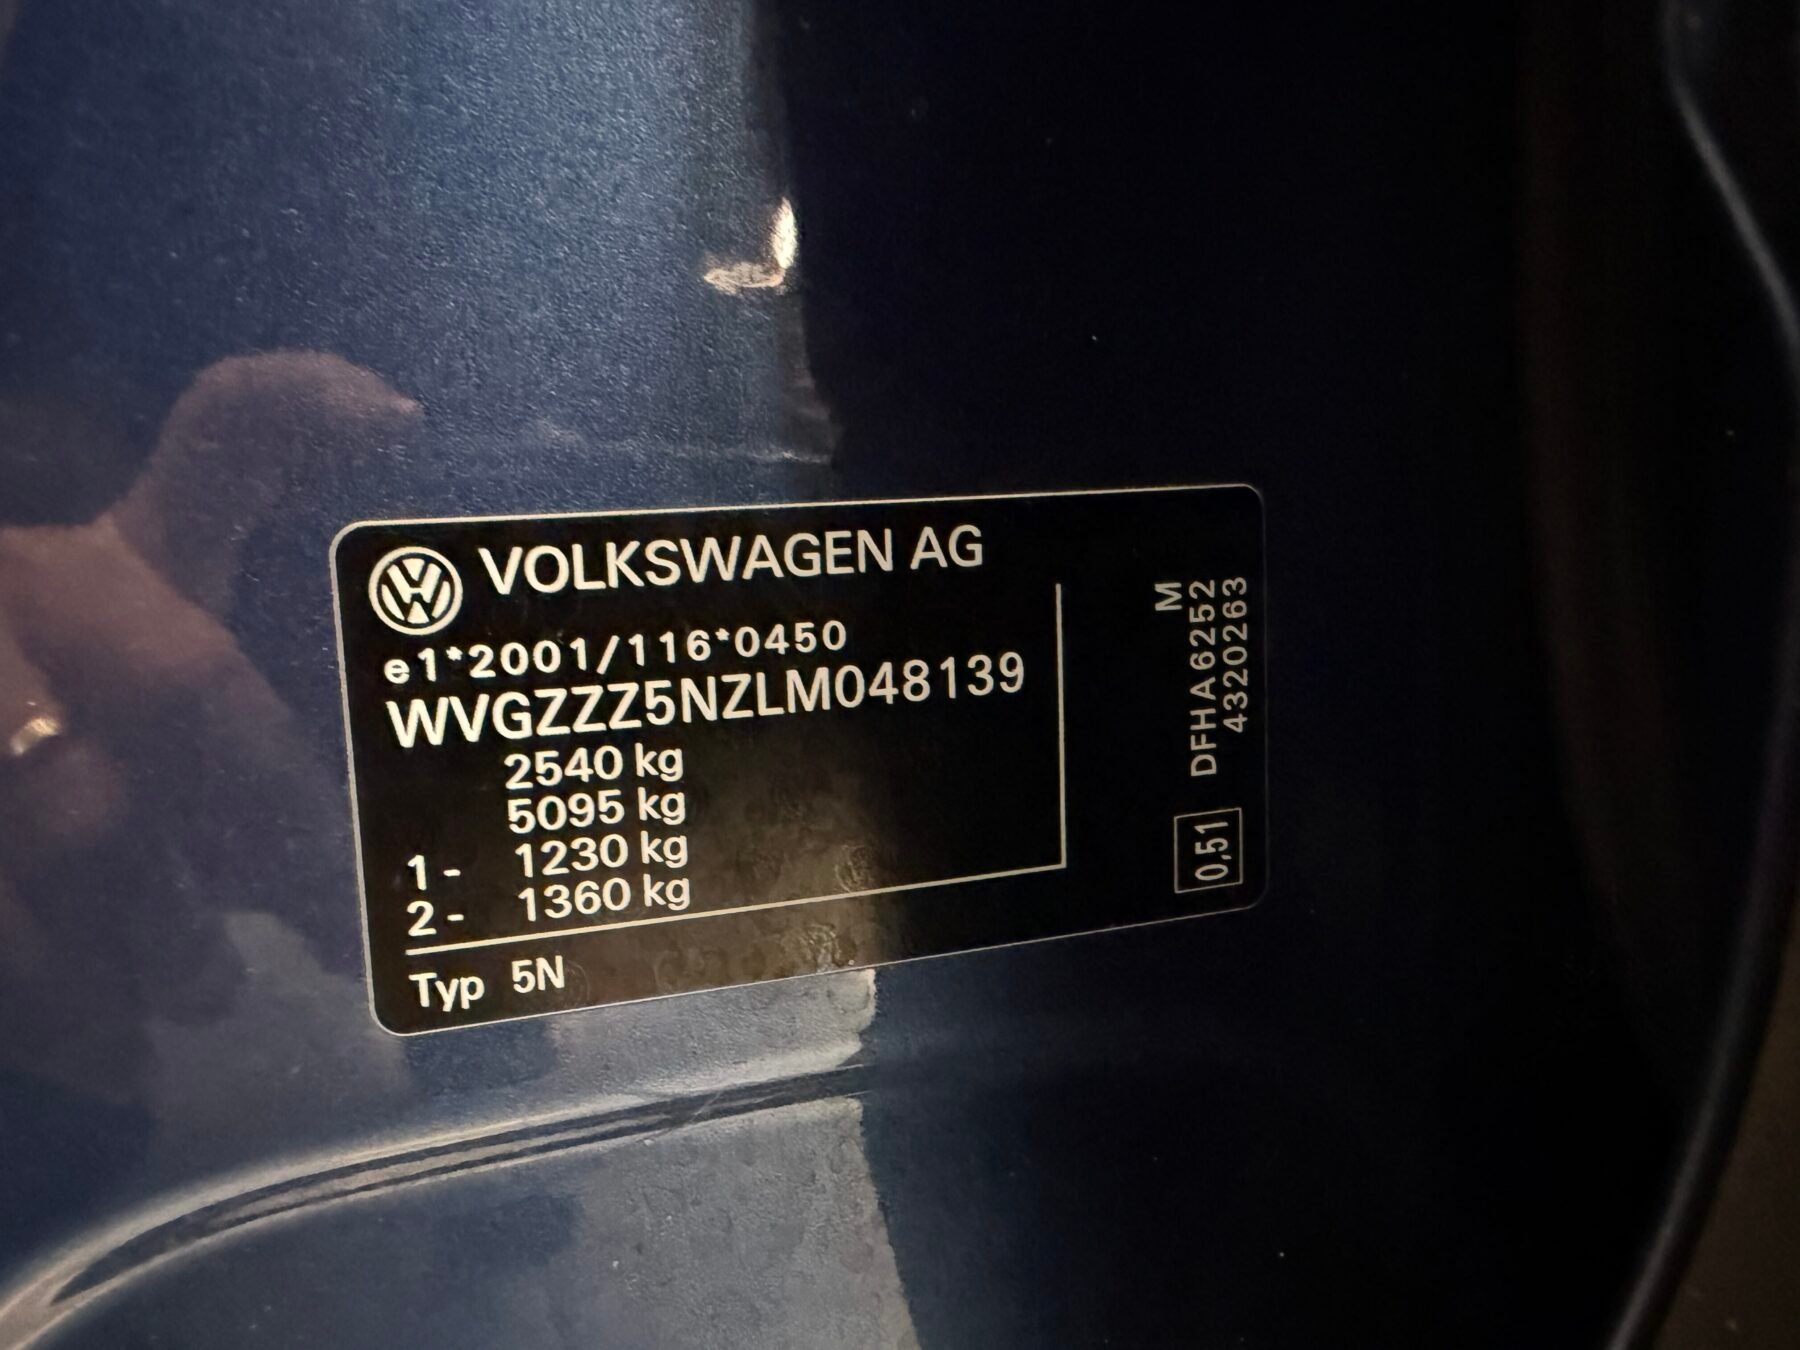 VOLKSWAGEN AG
e1*2001/116*0450
WVGZZZ5NZLM048139
2540 kg
5095 kg
1- 1230 kg
2- 1360 kg
Typ 5N
M
DFHA6252
4320263
0,51